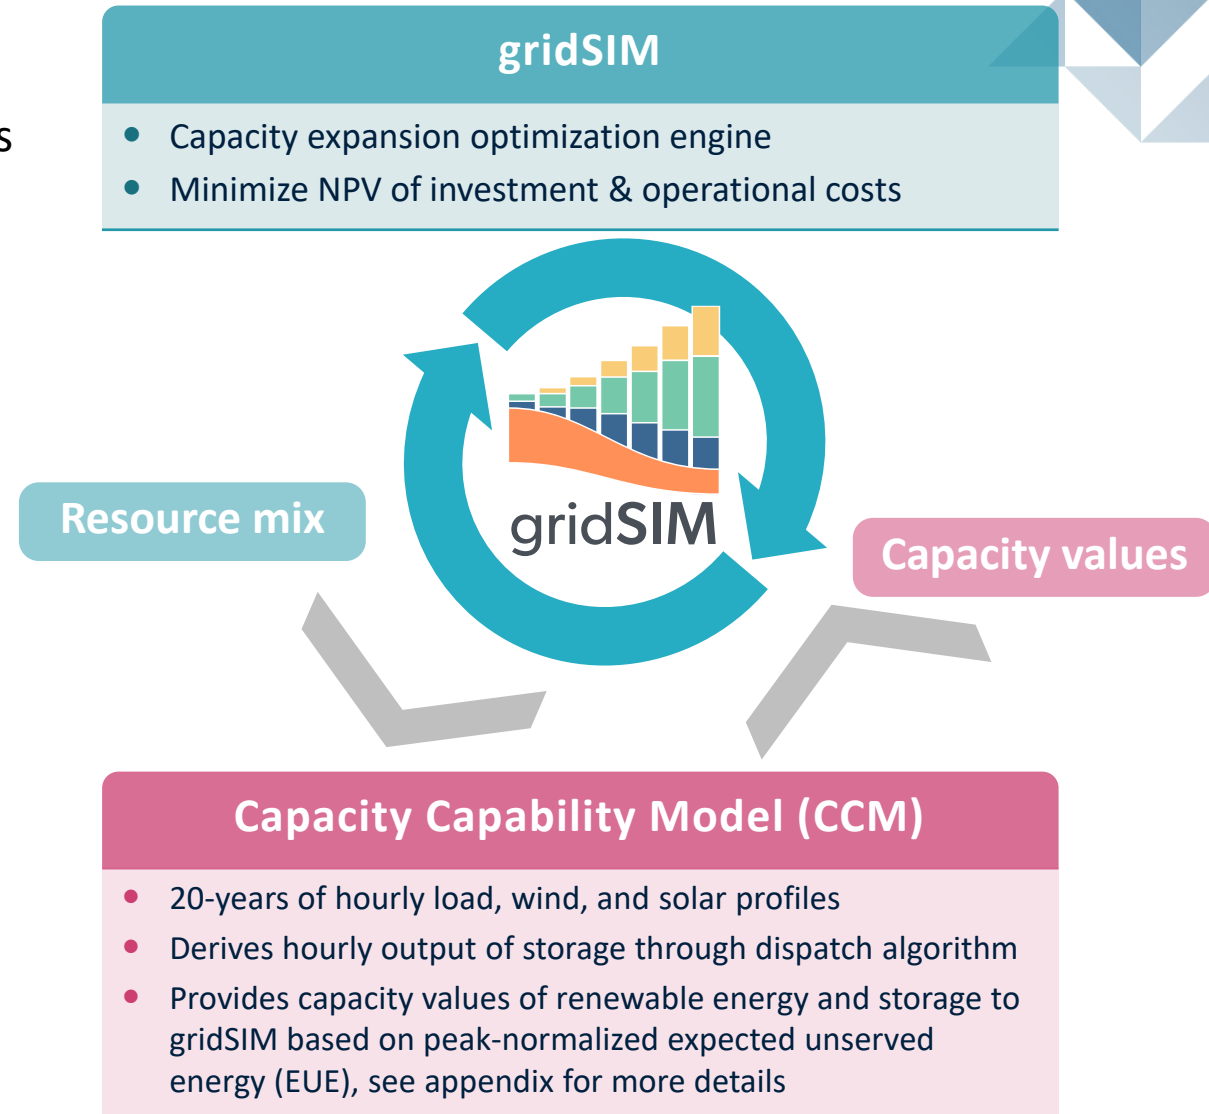 gridSIM
s
• Capacity expansion optimization engine
• Minimize NPV of investment & operational costs
gridSIM
Resource mix
Capacity values
Capacity Capability Model (CCM)
• 20-years of hourly load, wind, and solar profiles
• Derives hourly output of storage through dispatch algorithm
• Provides capacity values of renewable energy and storage to
gridSIM based on peak-normalized expected unserved
energy (EUE), see appendix for more details